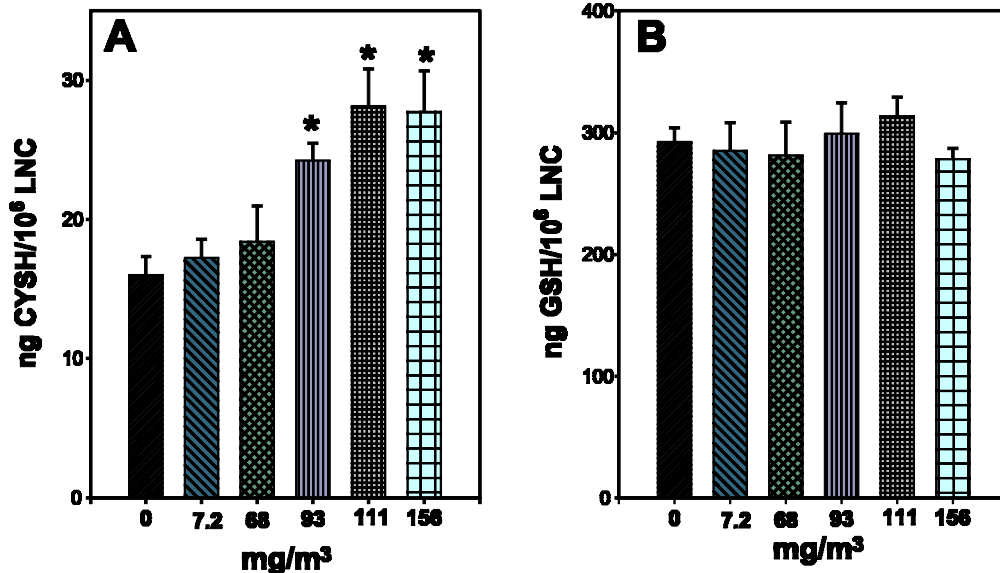 A
ng CYSH/10⁶ LNC
30
20
10
0
* * *
0 7.2 68 93 111 156
mg/m³
B
ng GSH/10⁶ LNC
400
300
200
100
0
0 7.2 68 93 111 156
mg/m³